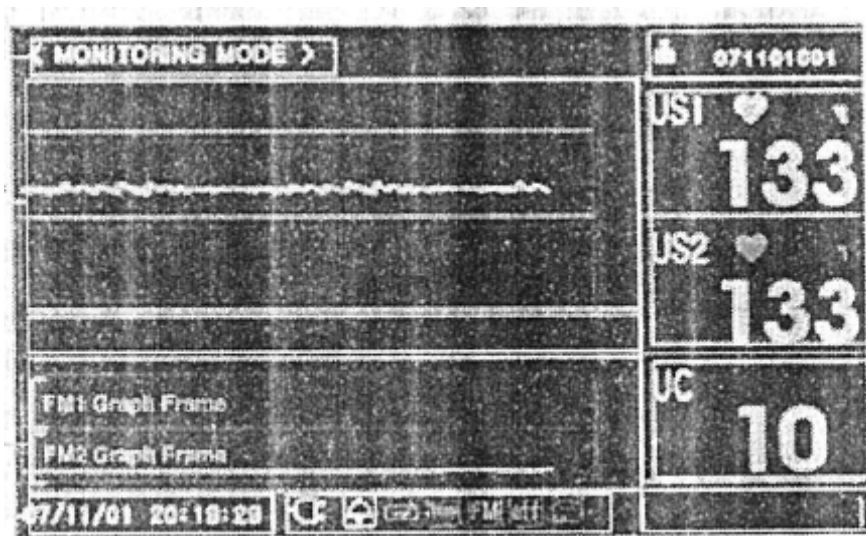 < MONITORING MODE >
071101001
US1
133
US2
133
FM1 Graph Frame
FM2 Graph Frame
UC
10
07/11/01 20:19:29
FM off